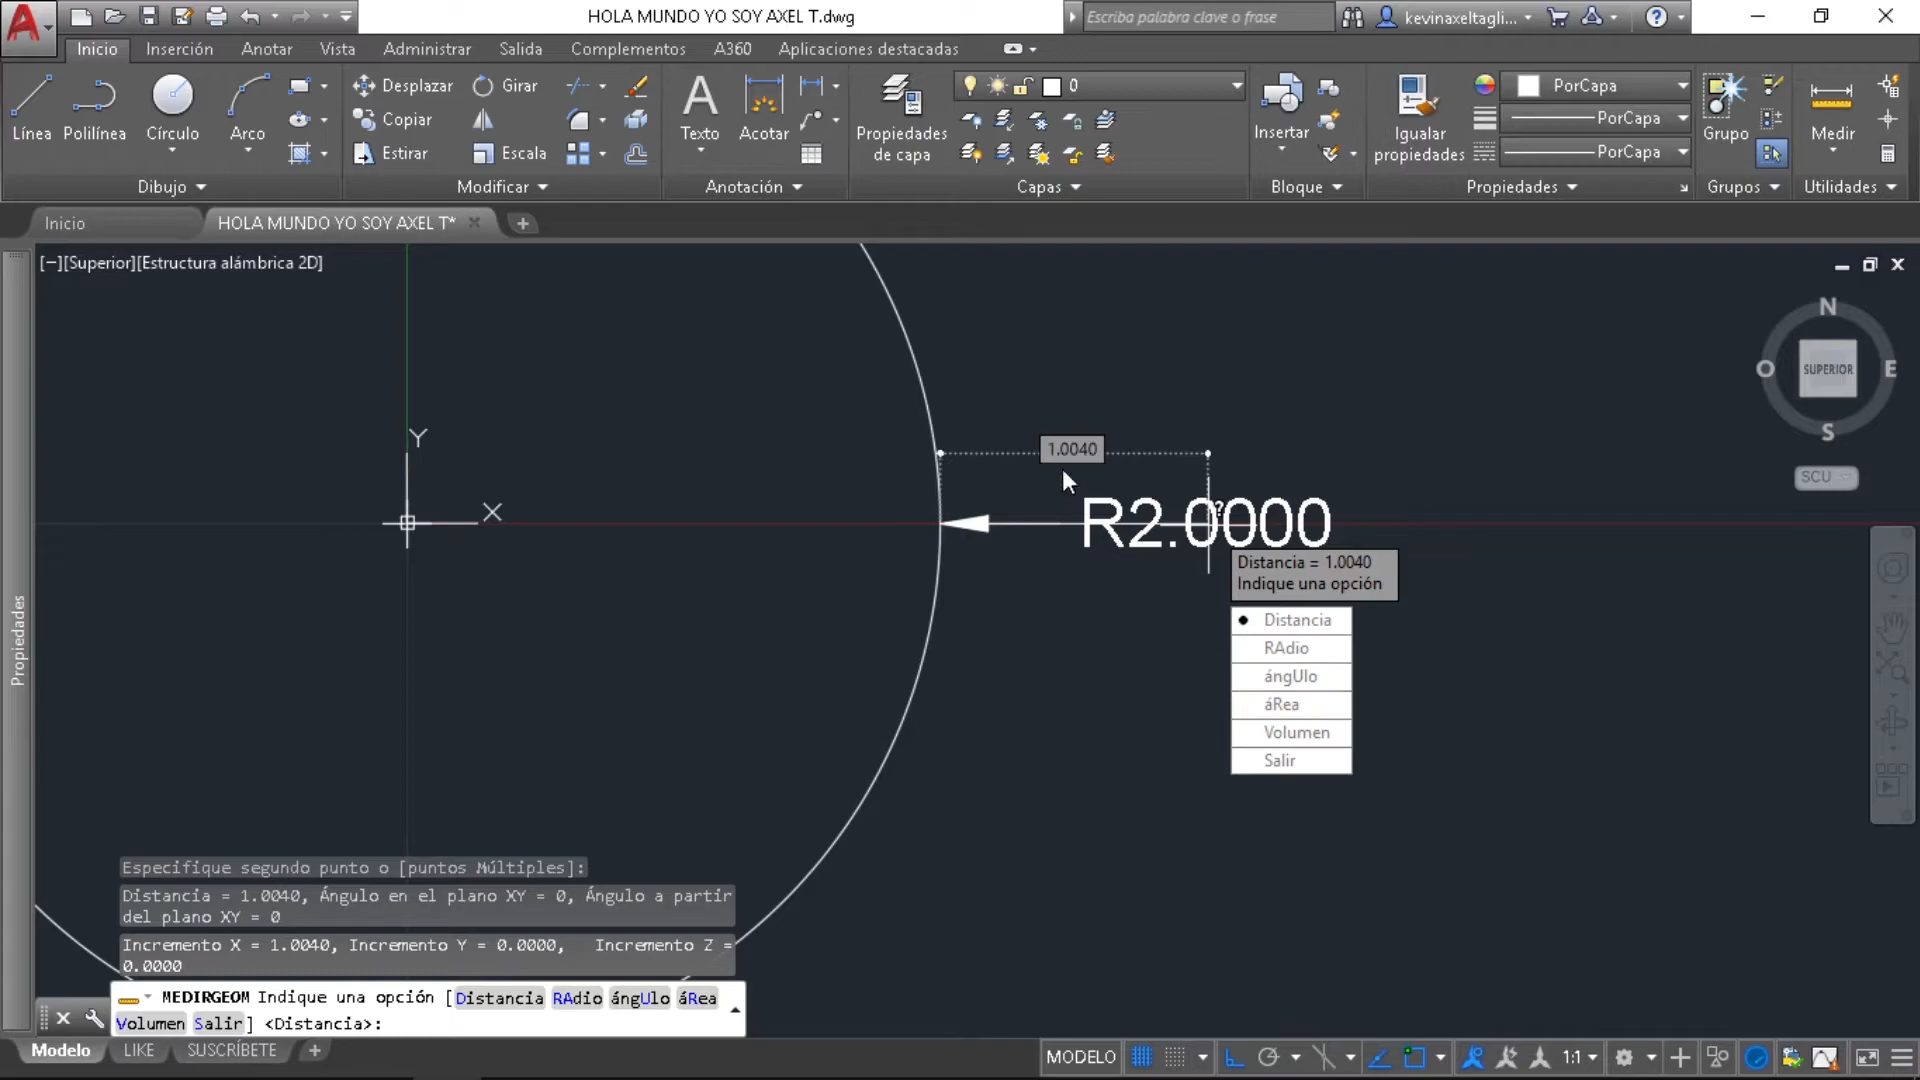 HOLA MUNDO YO SOY AXEL T.dwg
Escriba palabra clave o frase
kevinaxeltagli...
Inicio Inserción Anotar Vista Administrar Salida Complementos A360 Aplicaciones destacadas
Línea Polilínea Círculo Arco
Desplazar Girar
Copiar
Estirar Escala
Texto Acotar
Propiedades
de capa
0
Insertar
Igualar
propiedades
PorCapa
PorCapa
PorCapa
Grupo
Medir
Dibujo Modificar Anotación Capas Bloque Propiedades Grupos Utilidades
Inicio HOLA MUNDO YO SOY AXEL T*
[−][Superior][Estructura alámbrica 2D]
N
O SUPERIOR E
S
SCU
Y
X
1.0040
R2.0000
Distancia = 1.0040
Indique una opción
Distancia
RAdio
ángUlo
áRea
Volumen
Salir
Propiedades
Especifique segundo punto o [puntos Múltiples]:
Distancia = 1.0040, Ángulo en el plano XY = 0, Ángulo a partir
del plano XY = 0
Incremento X = 1.0040, Incremento Y = 0.0000, Incremento Z =
0.0000
MEDIRGEOM Indique una opción [Distancia RAdio ángUlo áRea
Volumen Salir] <Distancia>:
Modelo LIKE SUSCRÍBETE
MODELO 1:1